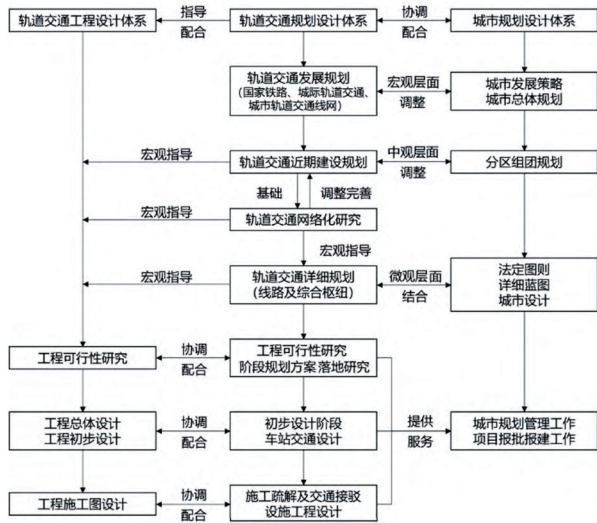 轨道交通工程设计体系
指导
配合
轨道交通规划设计体系
协调
配合
城市规划设计体系
轨道交通发展规划
(国家铁路、城际轨道交通、
城市轨道交通线网)
宏观层面
调整
城市发展策略
城市总体规划
宏观指导
轨道交通近期建设规划
中观层面
调整
分区组团规划
基础
调整完善
宏观指导
轨道交通网络化研究
宏观指导
宏观指导
轨道交通详细规划
(线路及综合枢纽)
微观层面
结合
法定图则
详细蓝图
城市设计
工程可行性研究
协调
配合
工程可行性研究
阶段规划方案落地研究
工程总体设计
工程初步设计
协调
配合
初步设计阶段
车站交通设计
提供
服务
城市规划管理工作
项目报批报建工作
工程施工图设计
协调
配合
施工疏解及交通接驳
设施工程设计